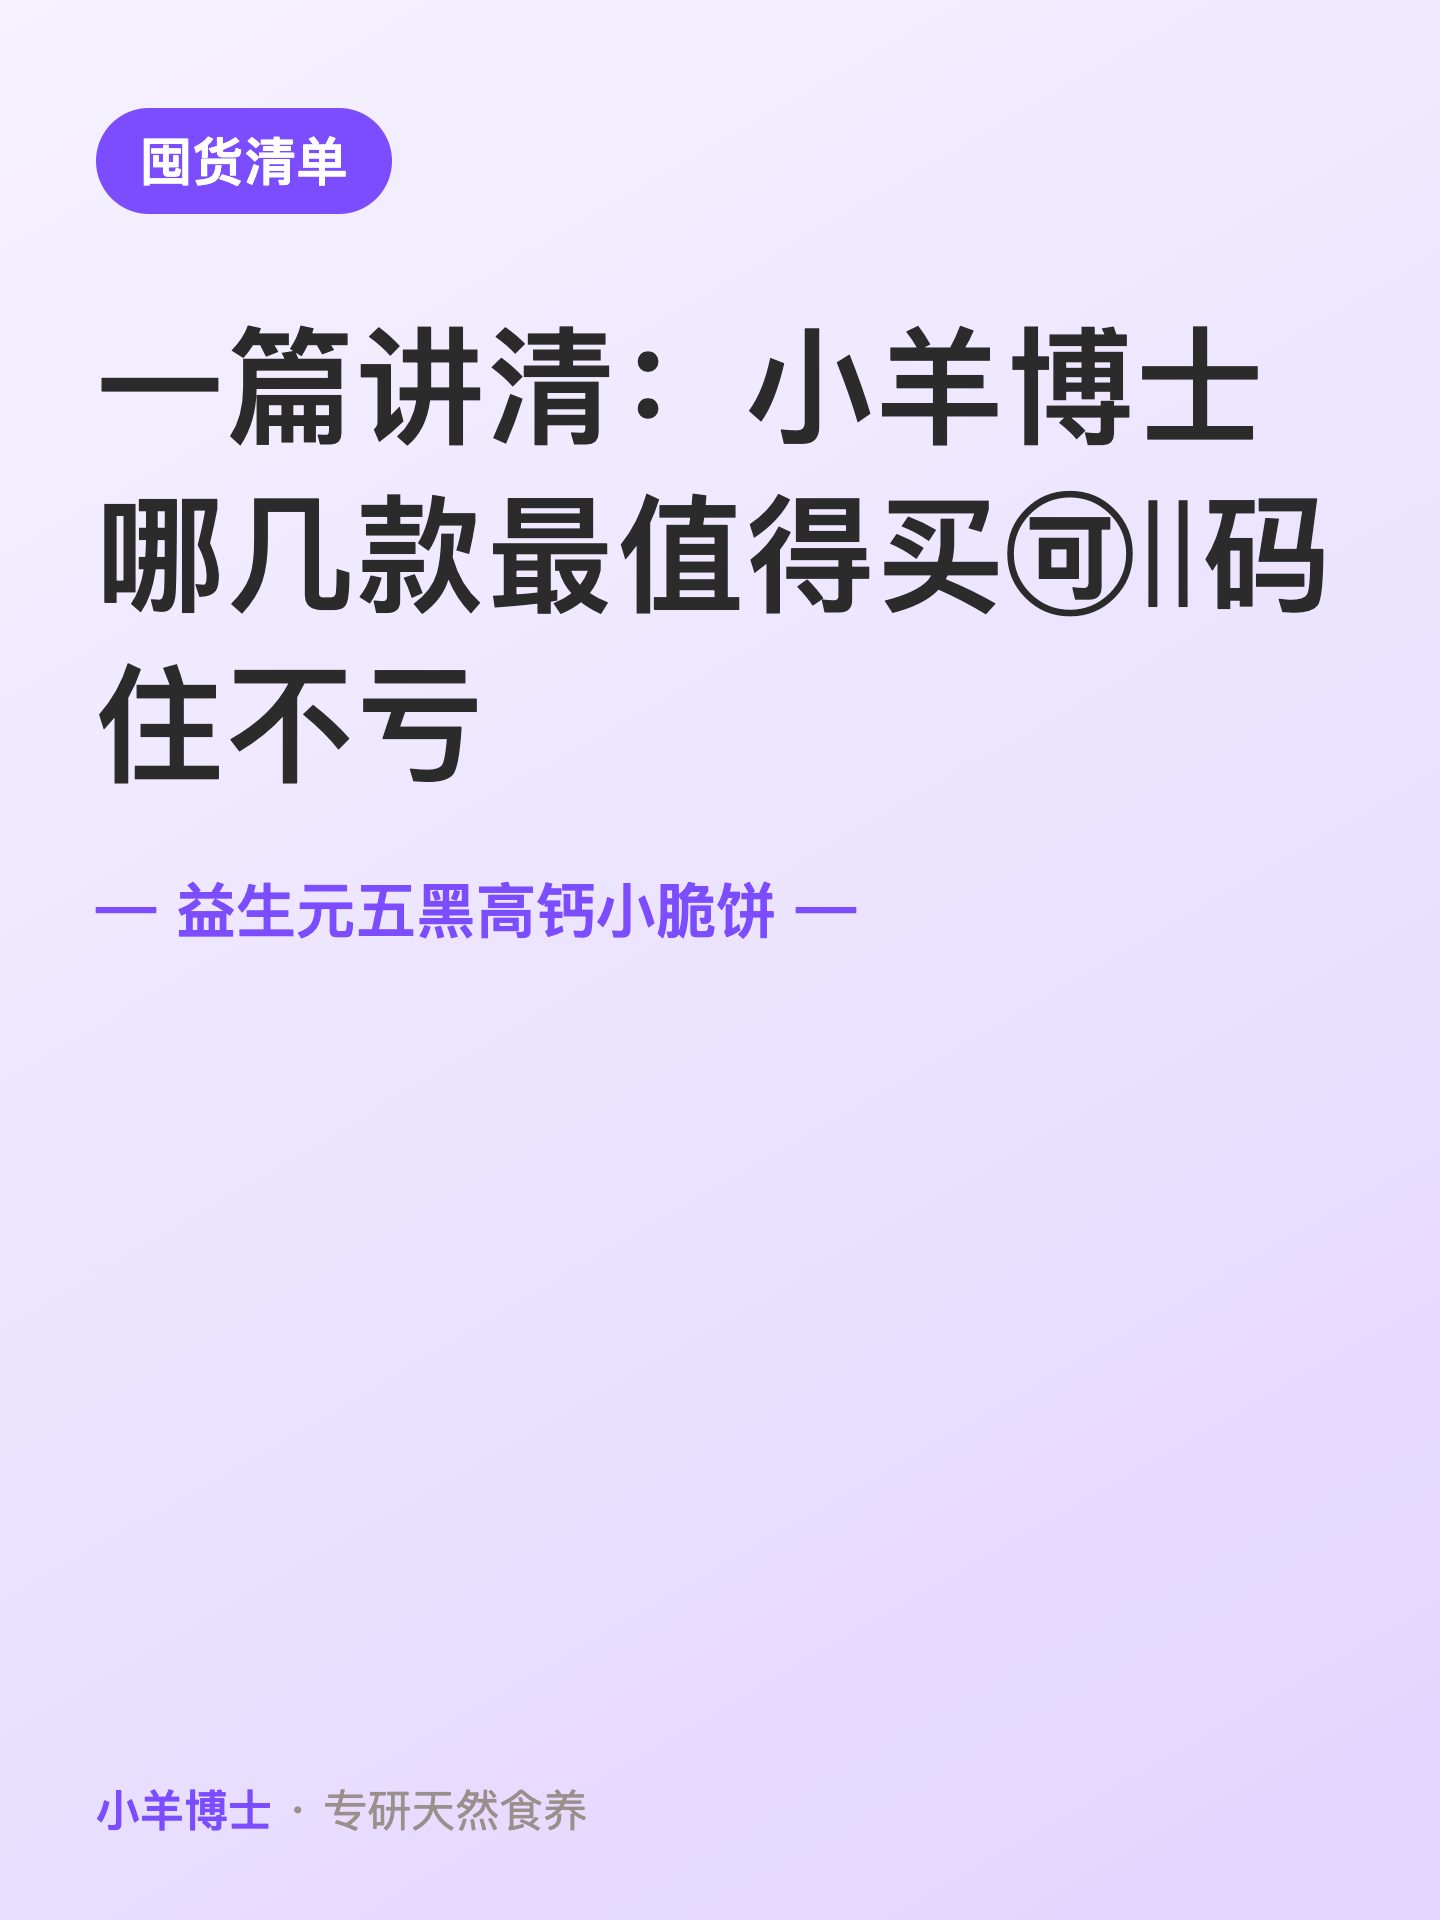 囤货清单
一篇讲清：小羊博士
哪几款最值得买🉑‖码
住不亏
— 益生元五黑高钙小脆饼 —
小羊博士 · 专研天然食养